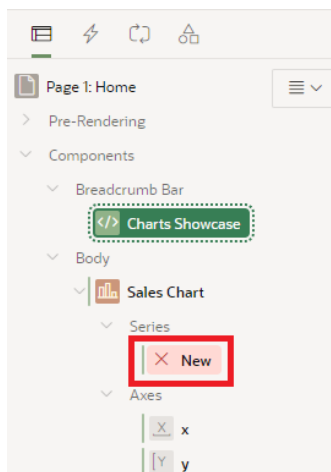 Page 1: Home
Pre-Rendering
Components
Breadcrumb Bar
</> Charts Showcase
Body
Sales Chart
Series
New
Axes
X x
Y y